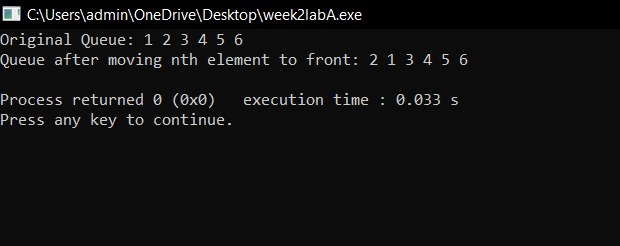 C:\Users\admin\OneDrive\Desktop\week2labA.exe
Original Queue: 1 2 3 4 5 6
Queue after moving nth element to front: 2 1 3 4 5 6
Process returned 0 (0x0)   execution time : 0.033 s
Press any key to continue.